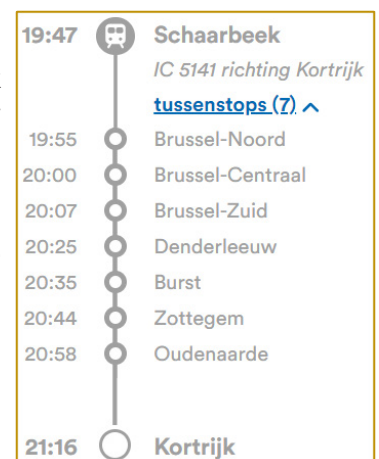 19:47 Schaarbeek
IC 5141 richting Kortrijk
tussenstops (7)
19:55 Brussel-Noord
20:00 Brussel-Centraal
20:07 Brussel-Zuid
20:25 Denderleeuw
20:35 Burst
20:44 Zottegem
20:58 Oudenaarde
21:16 Kortrijk